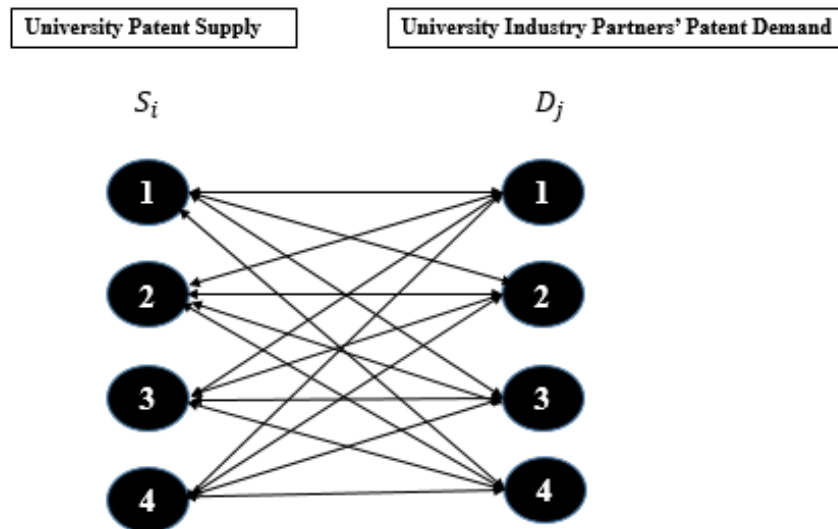 University Patent Supply University Industry Partners' Patent Demand
S_i D_j
1 1
2 2
3 3
4 4